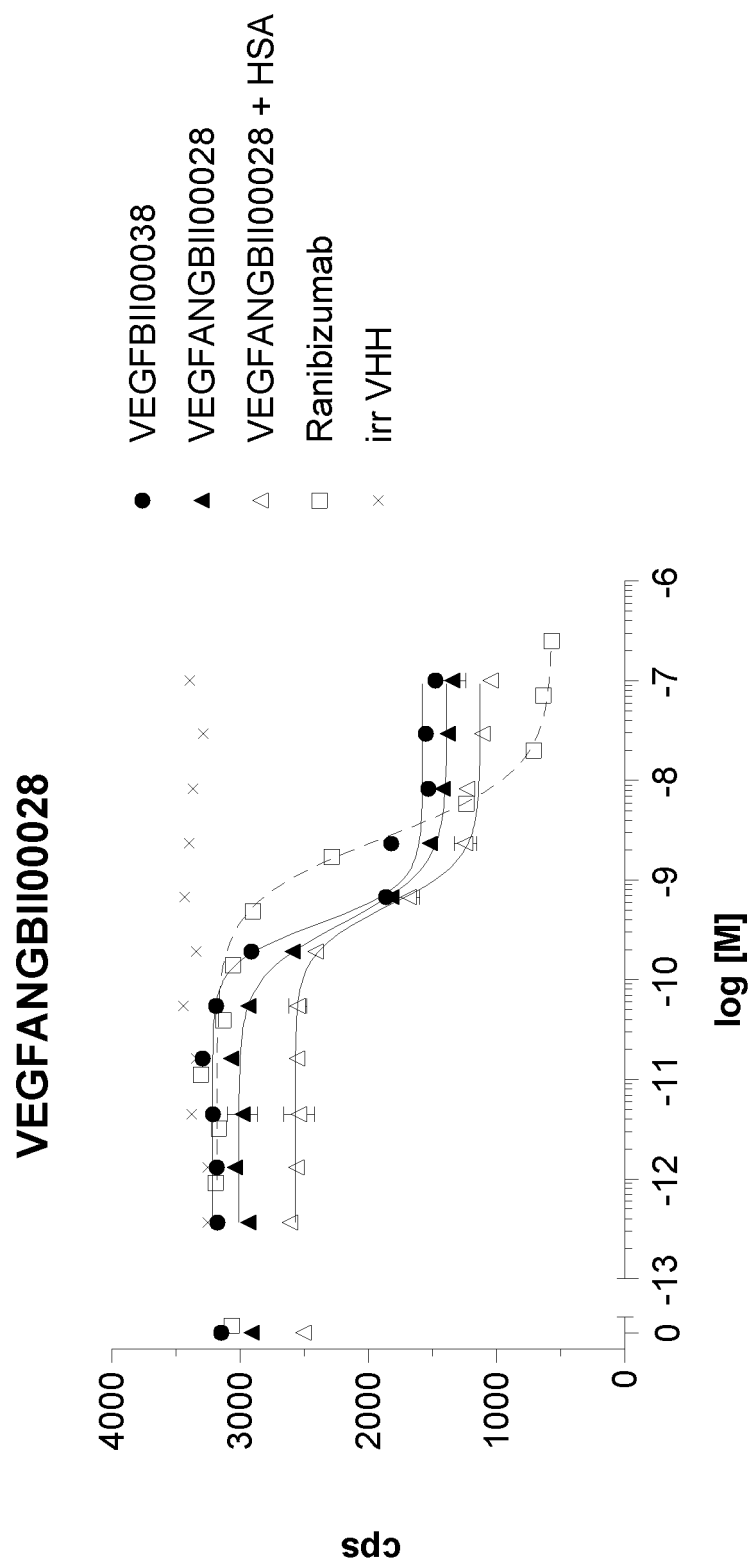 VEGFANGBII00028
VEGFBII00038
VEGFANGBII00028
VEGFANGBII00028 + HSA
Ranibizumab
irr VHH
cps
4000
3000
2000
1000
0
0
-13
-12
-11
-10
-9
-8
-7
-6
log [M]